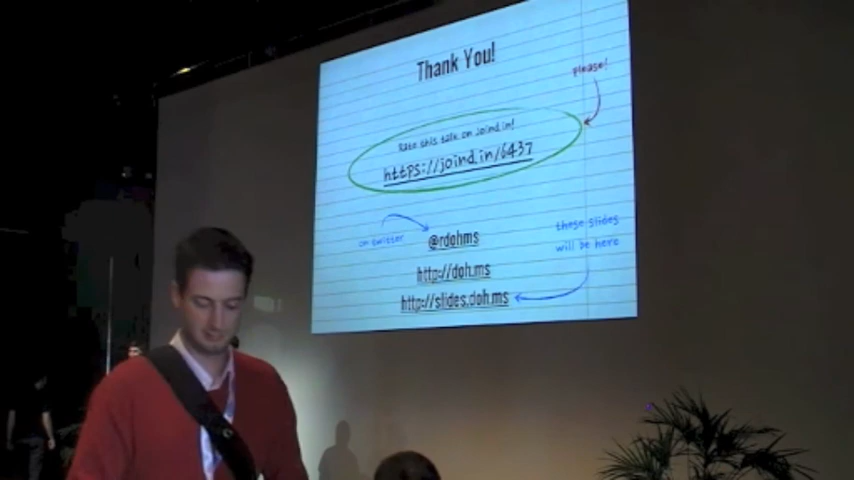 Thank You!
please!
Rate this talk on joind.in!
https://joind.in/6437
on twitter
@rdohms
these slides
will be here
http://doh.ms
http://slides.doh.ms